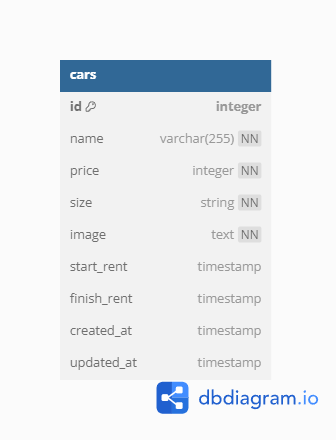 cars
id integer
name varchar(255) NN
price integer NN
size string NN
image text NN
start_rent timestamp
finish_rent timestamp
created_at timestamp
updated_at timestamp
dbdiagram.io